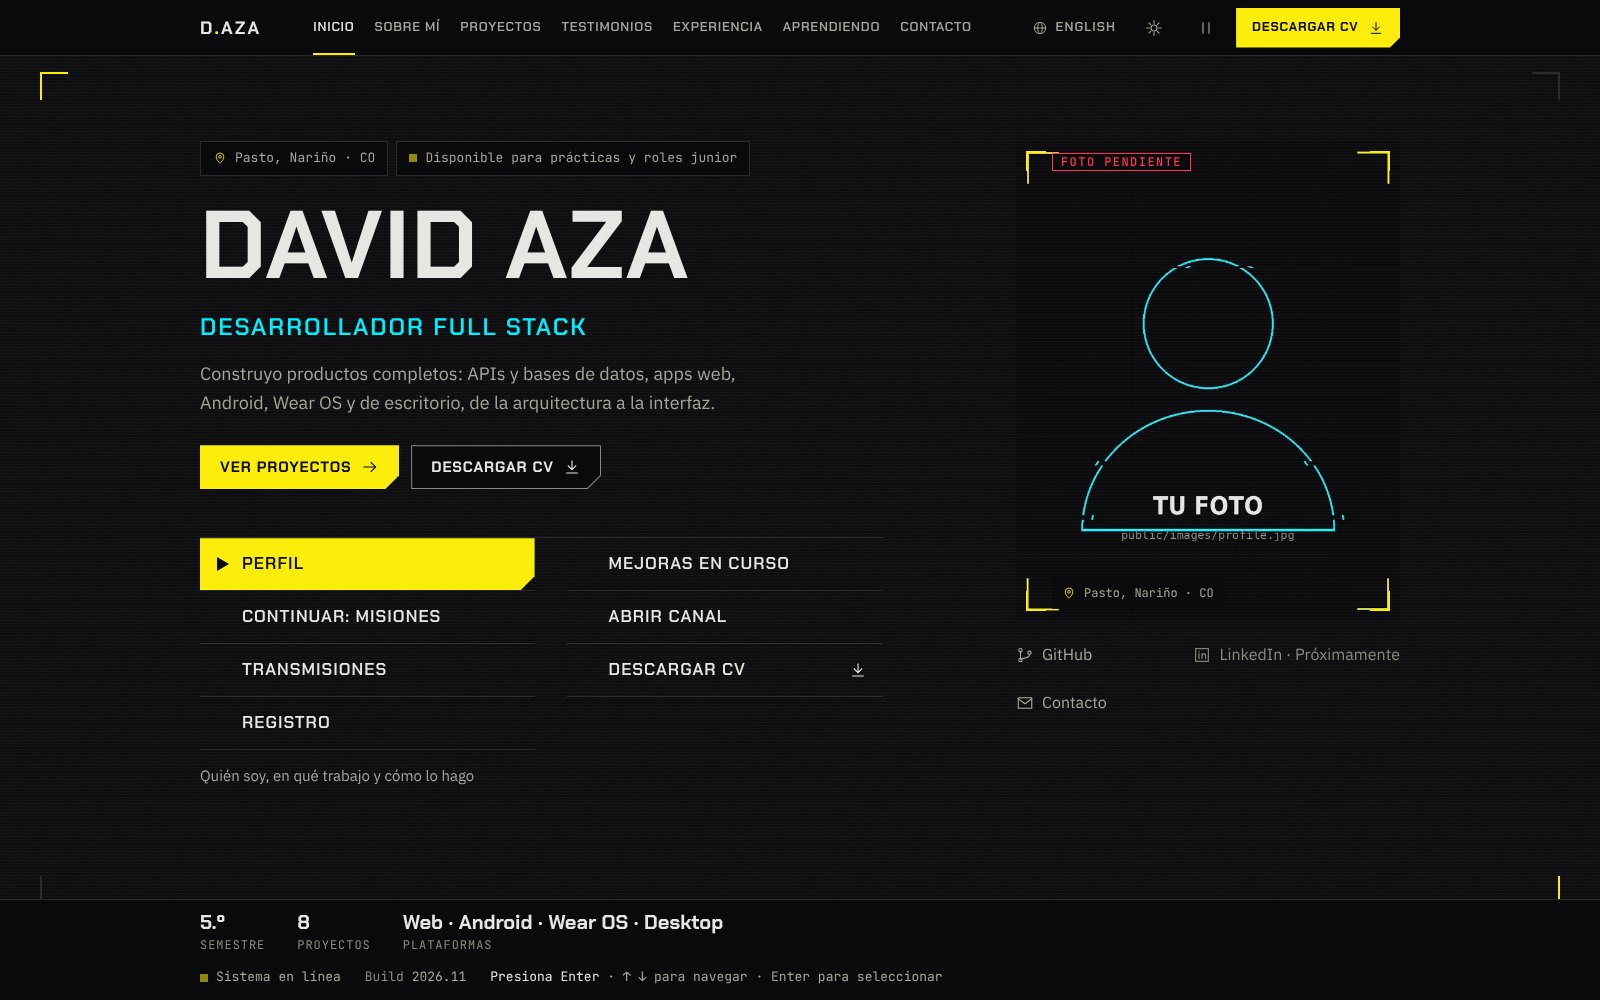 D.AZA INICIO SOBRE MÍ PROYECTOS TESTIMONIOS EXPERIENCIA APRENDIENDO CONTACTO ENGLISH DESCARGAR CV
Pasto, Nariño · CO
Disponible para prácticas y roles junior
DAVID AZA
DESARROLLADOR FULL STACK
Construyo productos completos: APIs y bases de datos, apps web,
Android, Wear OS y de escritorio, de la arquitectura a la interfaz.
VER PROYECTOS
DESCARGAR CV
PERFIL
CONTINUAR: MISIONES
TRANSMISIONES
REGISTRO
MEJORAS EN CURSO
ABRIR CANAL
DESCARGAR CV
Quién soy, en qué trabajo y cómo lo hago
FOTO PENDIENTE
TU FOTO
public/images/profile.jpg
Pasto, Nariño · CO
GitHub
LinkedIn · Próximamente
Contacto
5.º
SEMESTRE
8
PROYECTOS
Web · Android · Wear OS · Desktop
PLATAFORMAS
Sistema en línea Build 2026.11 Presiona Enter · ↑ ↓ para navegar · Enter para seleccionar